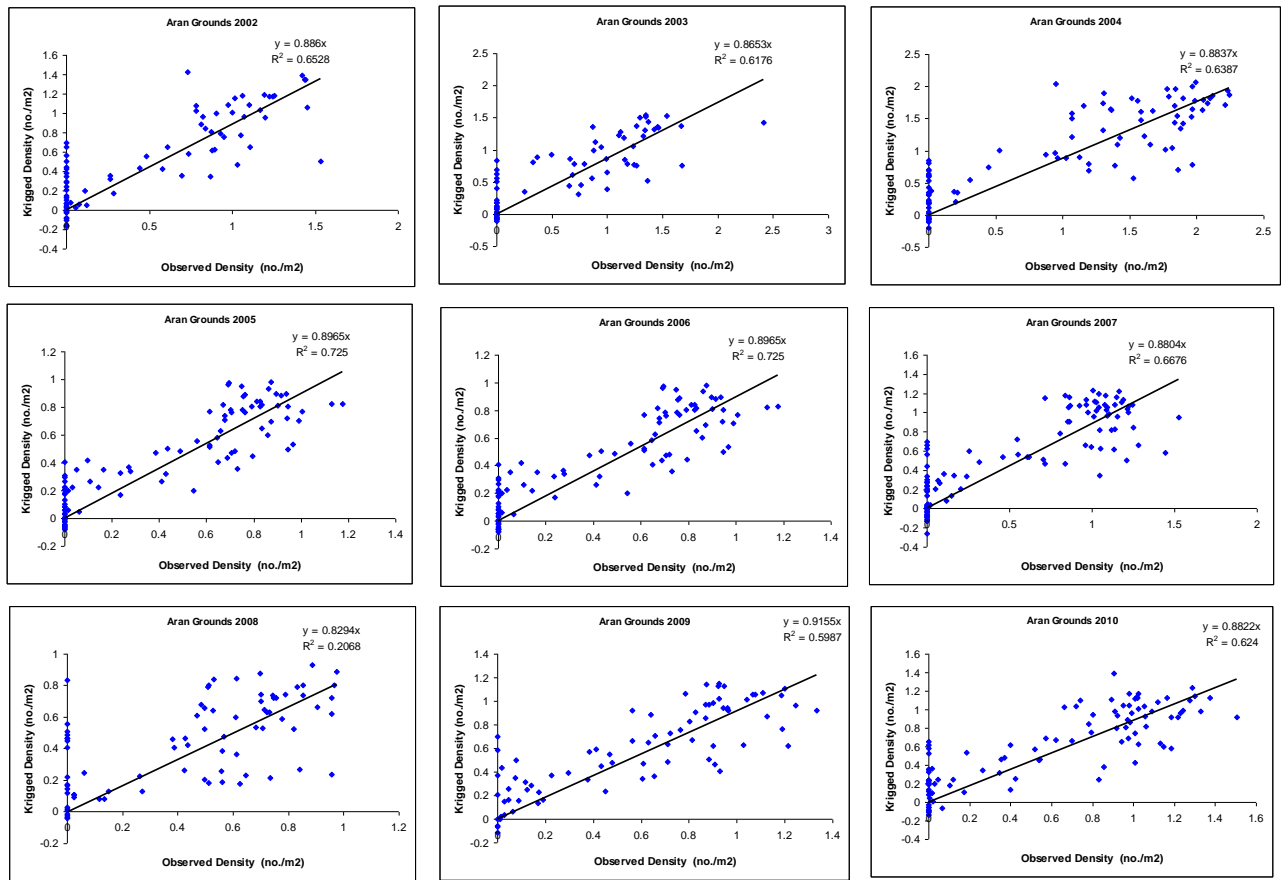 Aran Grounds 2002
y = 0.886x
R2 = 0.6528
1.6
1.4
1.2
1
0.8
0.6
0.4
0.2
0
-0.2
-0.4
0 0.5 1 1.5 2
Krigged Density (no./m2)
Observed Density (no./m2)
Aran Grounds 2003
y = 0.8653x
R2 = 0.6176
2.5
2
1.5
1
0.5
0
-0.5
0 1 2 3
Krigged Density (no./m2)
Observed Density (no./m2)
Aran Grounds 2004
y = 0.8837x
R2 = 0.6387
2.5
2
1.5
1
0.5
0
-0.5
0 0.5 1 1.5 2 2.5
Krigged Density (no./m2)
Observed Density (no./m2)
Aran Grounds 2005
y = 0.8965x
R2 = 0.725
1.2
1
0.8
0.6
0.4
0.2
0
-0.2
0 0.2 0.4 0.6 0.8 1 1.2 1.4
Krigged Density (no./m2)
Observed Density (no./m2)
Aran Grounds 2006
y = 0.8965x
R2 = 0.725
1.2
1
0.8
0.6
0.4
0.2
0
-0.2
0 0.2 0.4 0.6 0.8 1 1.2 1.4
Krigged Density (no./m2)
Observed Density (no./m2)
Aran Grounds 2007
y = 0.8804x
R2 = 0.6676
1.6
1.4
1.2
1
0.8
0.6
0.4
0.2
0
-0.2
-0.4
0 0.5 1 1.5 2
Krigged Density (no./m2)
Observed Density (no./m2)
Aran Grounds 2008
y = 0.8294x
R2 = 0.2068
1
0.8
0.6
0.4
0.2
0
-0.2
0 0.2 0.4 0.6 0.8 1 1.2
Krigged Density (no./m2)
Observed Density (no./m2)
Aran Grounds 2009
y = 0.9155x
R2 = 0.5987
1.4
1.2
1
0.8
0.6
0.4
0.2
0
-0.2
0 0.2 0.4 0.6 0.8 1 1.2 1.4
Krigged Density (no./m2)
Observed Density (no./m2)
Aran Grounds 2010
y = 0.8822x
R2 = 0.624
1.6
1.4
1.2
1
0.8
0.6
0.4
0.2
0
-0.2
-0.4
0 0.2 0.4 0.6 0.8 1 1.2 1.4 1.6
Krigged Density (no./m2)
Observed Density (no./m2)